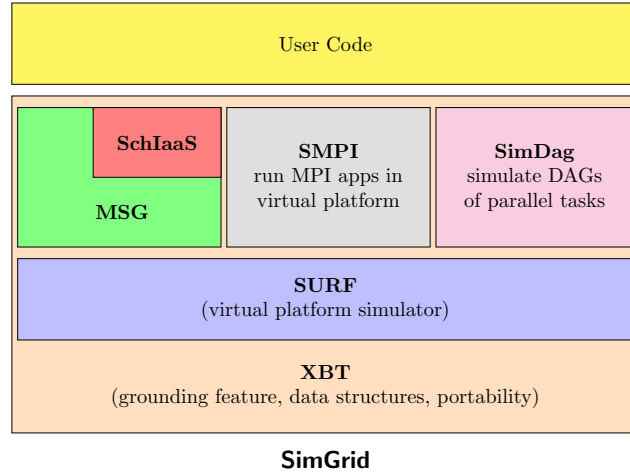 User Code
SchIaaS
MSG
SMPI
run MPI apps in
virtual platform
SimDag
simulate DAGs
of parallel tasks
SURF
(virtual platform simulator)
XBT
(grounding feature, data structures, portability)
SimGrid